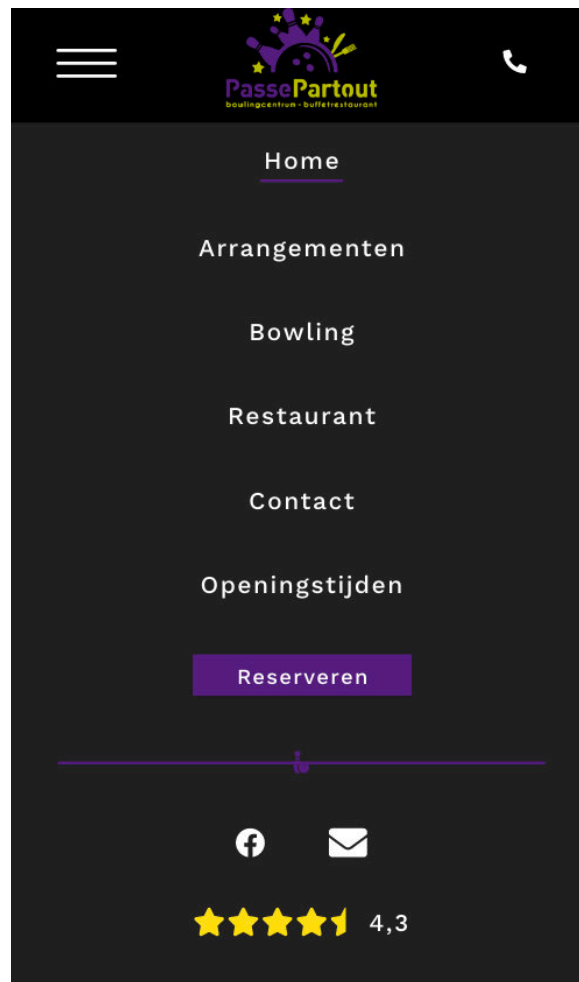 PassePartout
bowlingcentrum - buffetrestaurant
Home
Arrangementen
Bowling
Restaurant
Contact
Openingstijden
Reserveren
4,3